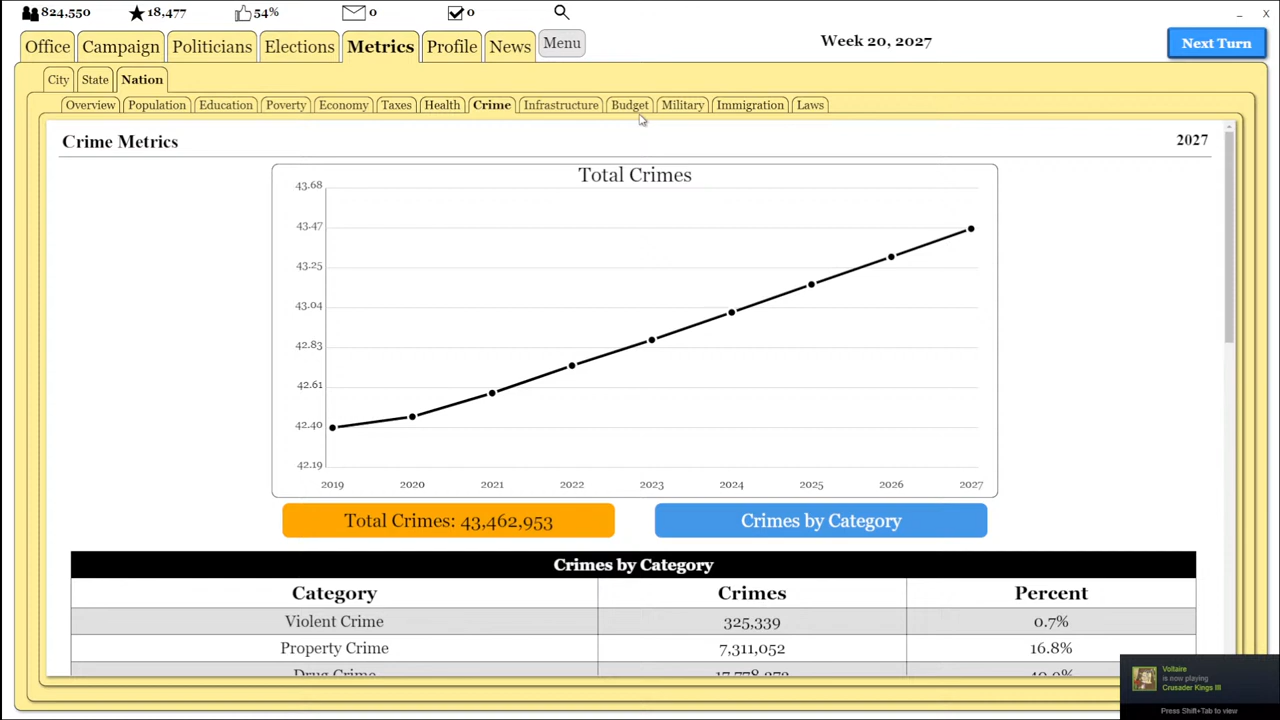 824,550 18,477 54% 0 0
_ X
Office Campaign Politicians Elections Metrics Profile News Menu
Week 20, 2027
Next Turn
City State Nation
Overview Population Education Poverty Economy Taxes Health Crime Infrastructure Budget Military Immigration Laws
Crime Metrics
2027
Total Crimes
43.68
43.47
43.25
43.04
42.83
42.61
42.40
42.19
2019 2020 2021 2022 2023 2024 2025 2026 2027
Total Crimes: 43,462,953
Crimes by Category
Crimes by Category
Category Crimes Percent
Violent Crime 325,339 0.7%
Property Crime 7,311,052 16.8%
Drug Crime
Voltaire
is now playing
Crusader Kings III
Press Shift+Tab to view